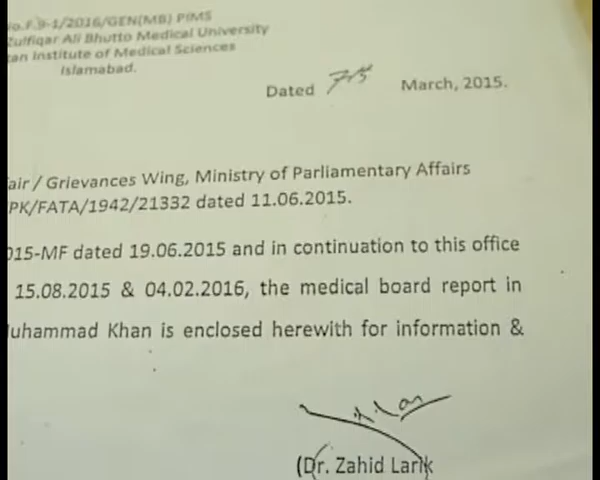 No.F.9-1/2016/GEN(MB) PIMS
Zulfiqar Ali Bhutto Medical University
tan Institute of Medical Sciences
Islamabad.
Dated March, 2015.
air / Grievances Wing, Ministry of Parliamentary Affairs
PK/FATA/1942/21332 dated 11.06.2015.
015-MF dated 19.06.2015 and in continuation to this office
15.08.2015 & 04.02.2016, the medical board report in
uhammad Khan is enclosed herewith for information &
(Dr. Zahid Larik